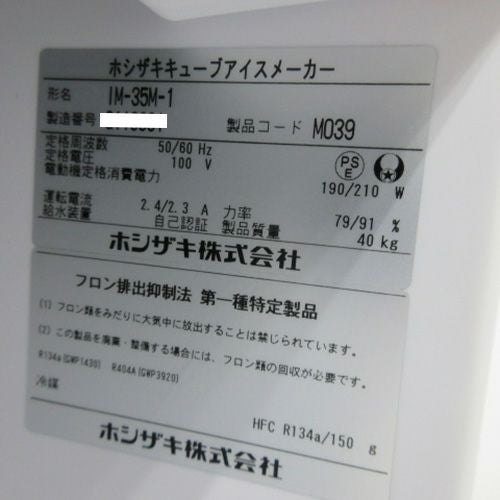 ホシザキキューブアイスメーカー
形名 IM-35M-1
製造番号 製品コード M039
定格周波数 50/60 Hz
定格電圧 100 V
PS E
電動機定格消費電力 190/210 W
運転電流 2.4/2.3 A 力率 79/91 %
給水装置 自己認証 製品質量 40 kg
ホシザキ株式会社
フロン排出抑制法 第一種特定製品
(1) フロン類をみだりに大気中に放出することは禁じられています。
(2) この製品を廃棄・整備する場合には、フロン類の回収が必要です。
R134a(GWP1430) R404A(GWP3920)
冷媒 HFC R134a/150 g
ホシザキ株式会社